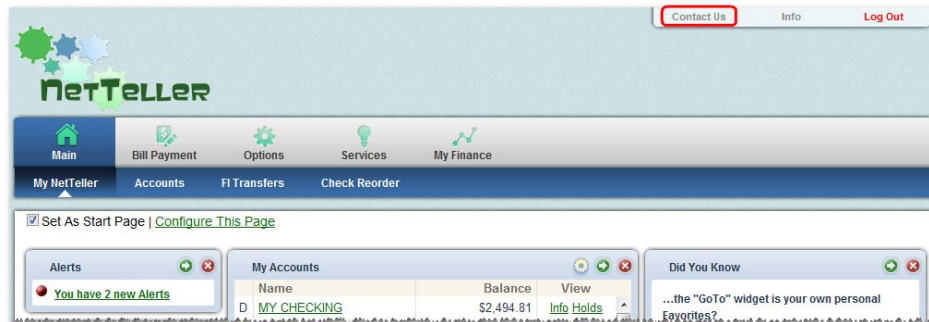 Contact Us Info Log Out
NetTeller
Main Bill Payment Options Services My Finance
My NetTeller Accounts FI Transfers Check Reorder
Set As Start Page | Configure This Page
Alerts My Accounts Did You Know
Name Balance View
You have 2 new Alerts
D MY CHECKING $2,494.81 Info Holds
...the "GoTo" widget is your own personal
Favorites?